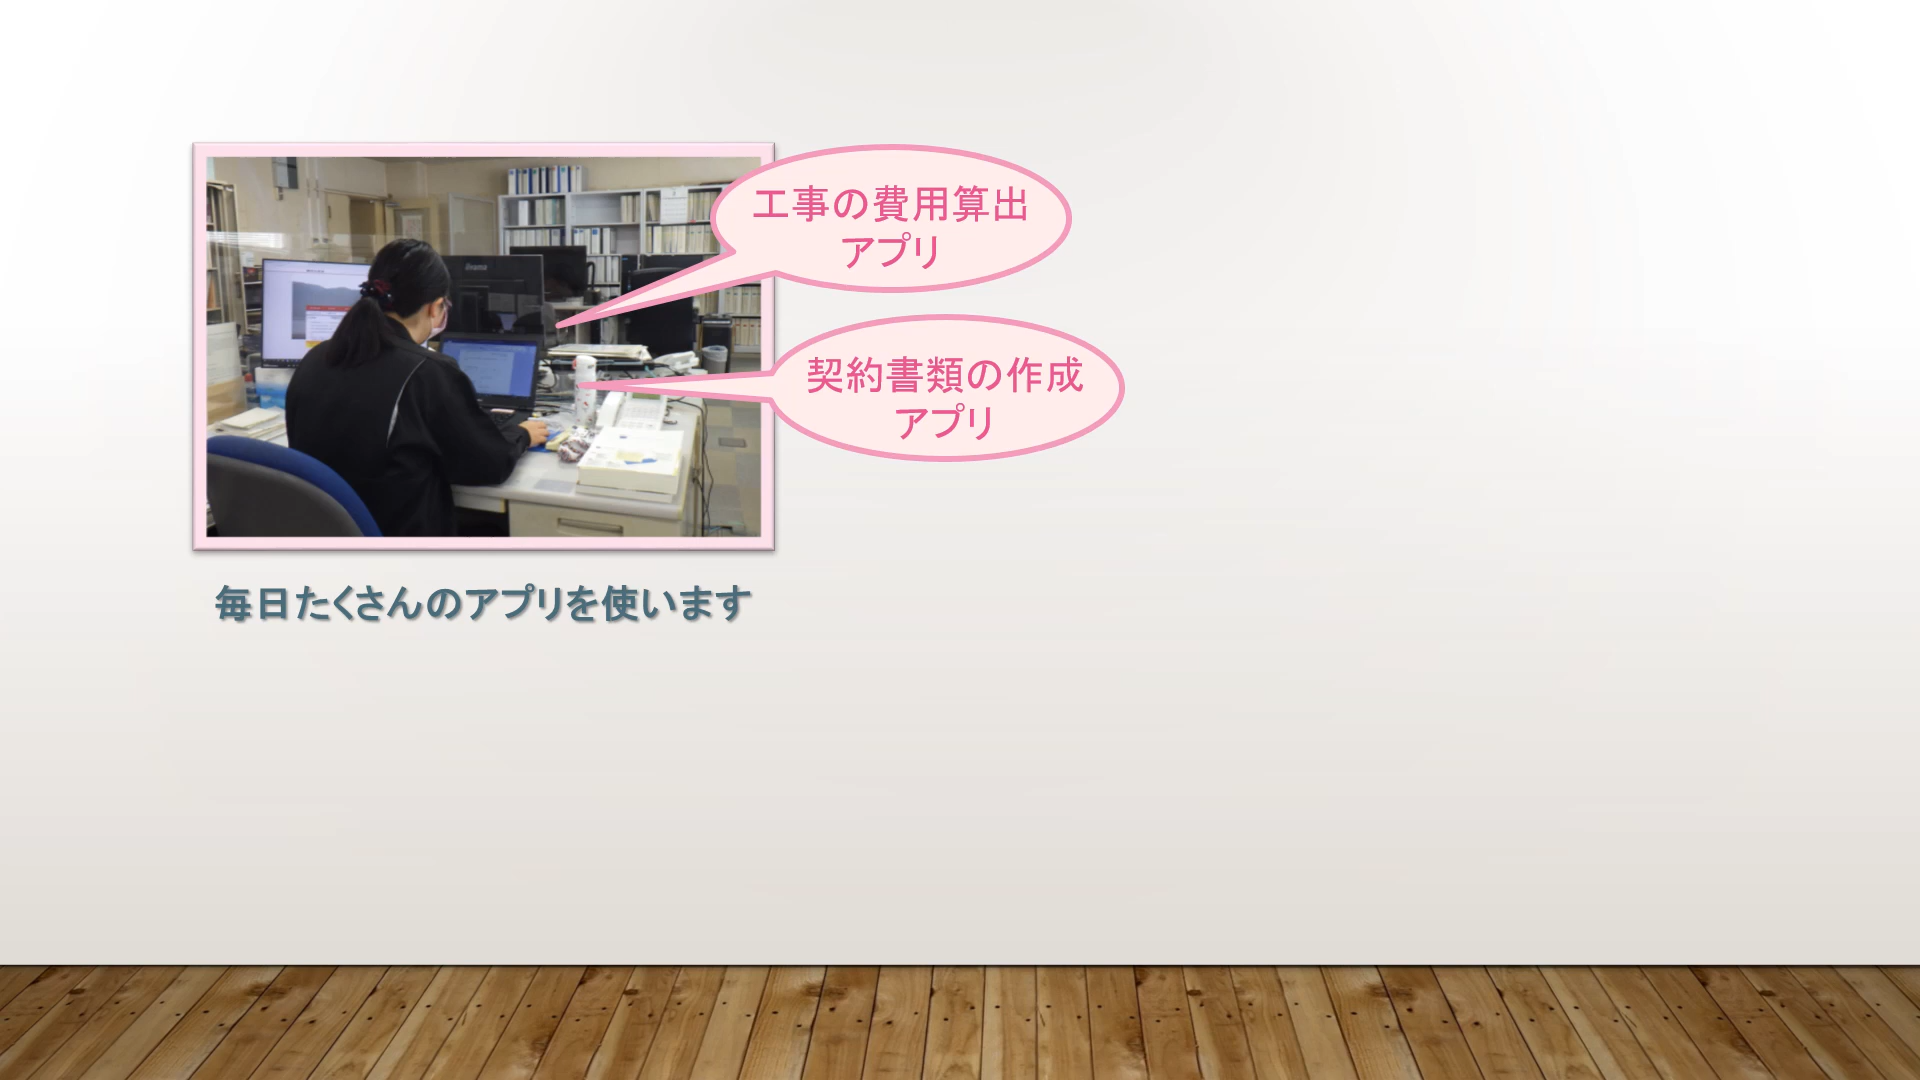 工事の費用算出
アプリ
契約書類の作成
アプリ
iiyama
毎日たくさんのアプリを使います